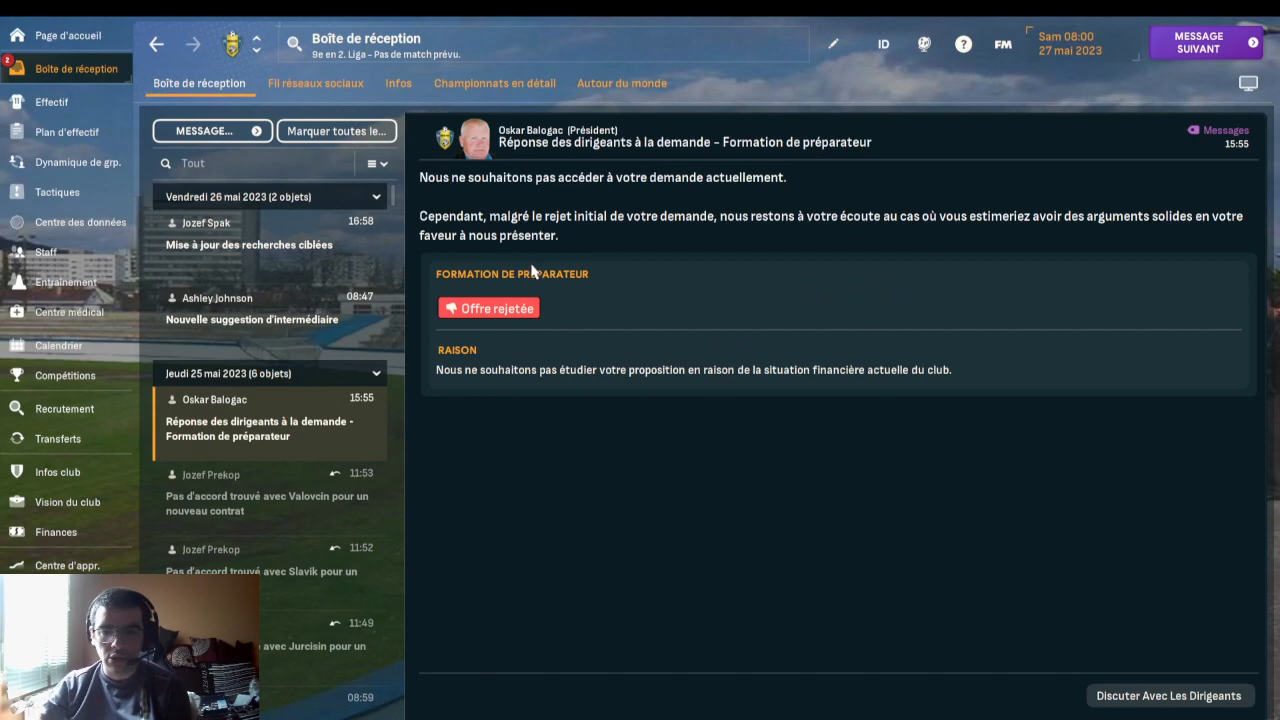 Page d'accueil
2
Boîte de réception
Effectif
Plan d'effectif
Dynamique de grp.
Tactiques
Centre des données
Staff
Entraînement
Centre médical
Calendrier
Compétitions
Recrutement
Transferts
Infos club
Vision du club
Finances
Centre d'appr.
Boîte de réception
9e en 2. Liga - Pas de match prévu.
ID
?
FM
Sam 08:00
27 mai 2023
MESSAGE
SUIVANT
Boîte de réception
Fil réseaux sociaux
Infos
Championnats en détail
Autour du monde
MESSAGE...
Marquer toutes le...
Tout
Vendredi 26 mai 2023 (2 objets)
Jozef Spak 16:58
Mise à jour des recherches ciblées
Ashley Johnson 08:47
Nouvelle suggestion d'intermédiaire
Jeudi 25 mai 2023 (6 objets)
Oskar Balogac 15:55
Réponse des dirigeants à la demande -
Formation de préparateur
Jozef Prekop 11:53
Pas d'accord trouvé avec Valovcin pour un
nouveau contrat
Jozef Prekop 11:52
Pas d'accord trouvé avec Slavik pour un
11:49
avec Jurcisin pour un
08:59
Oskar Balogac (Président)
Réponse des dirigeants à la demande - Formation de préparateur
Messages
15:55
Nous ne souhaitons pas accéder à votre demande actuellement.
Cependant, malgré le rejet initial de votre demande, nous restons à votre écoute au cas où vous estimeriez avoir des arguments solides en votre
faveur à nous présenter.
FORMATION DE PRÉPARATEUR
Offre rejetée
RAISON
Nous ne souhaitons pas étudier votre proposition en raison de la situation financière actuelle du club.
Discuter Avec Les Dirigeants